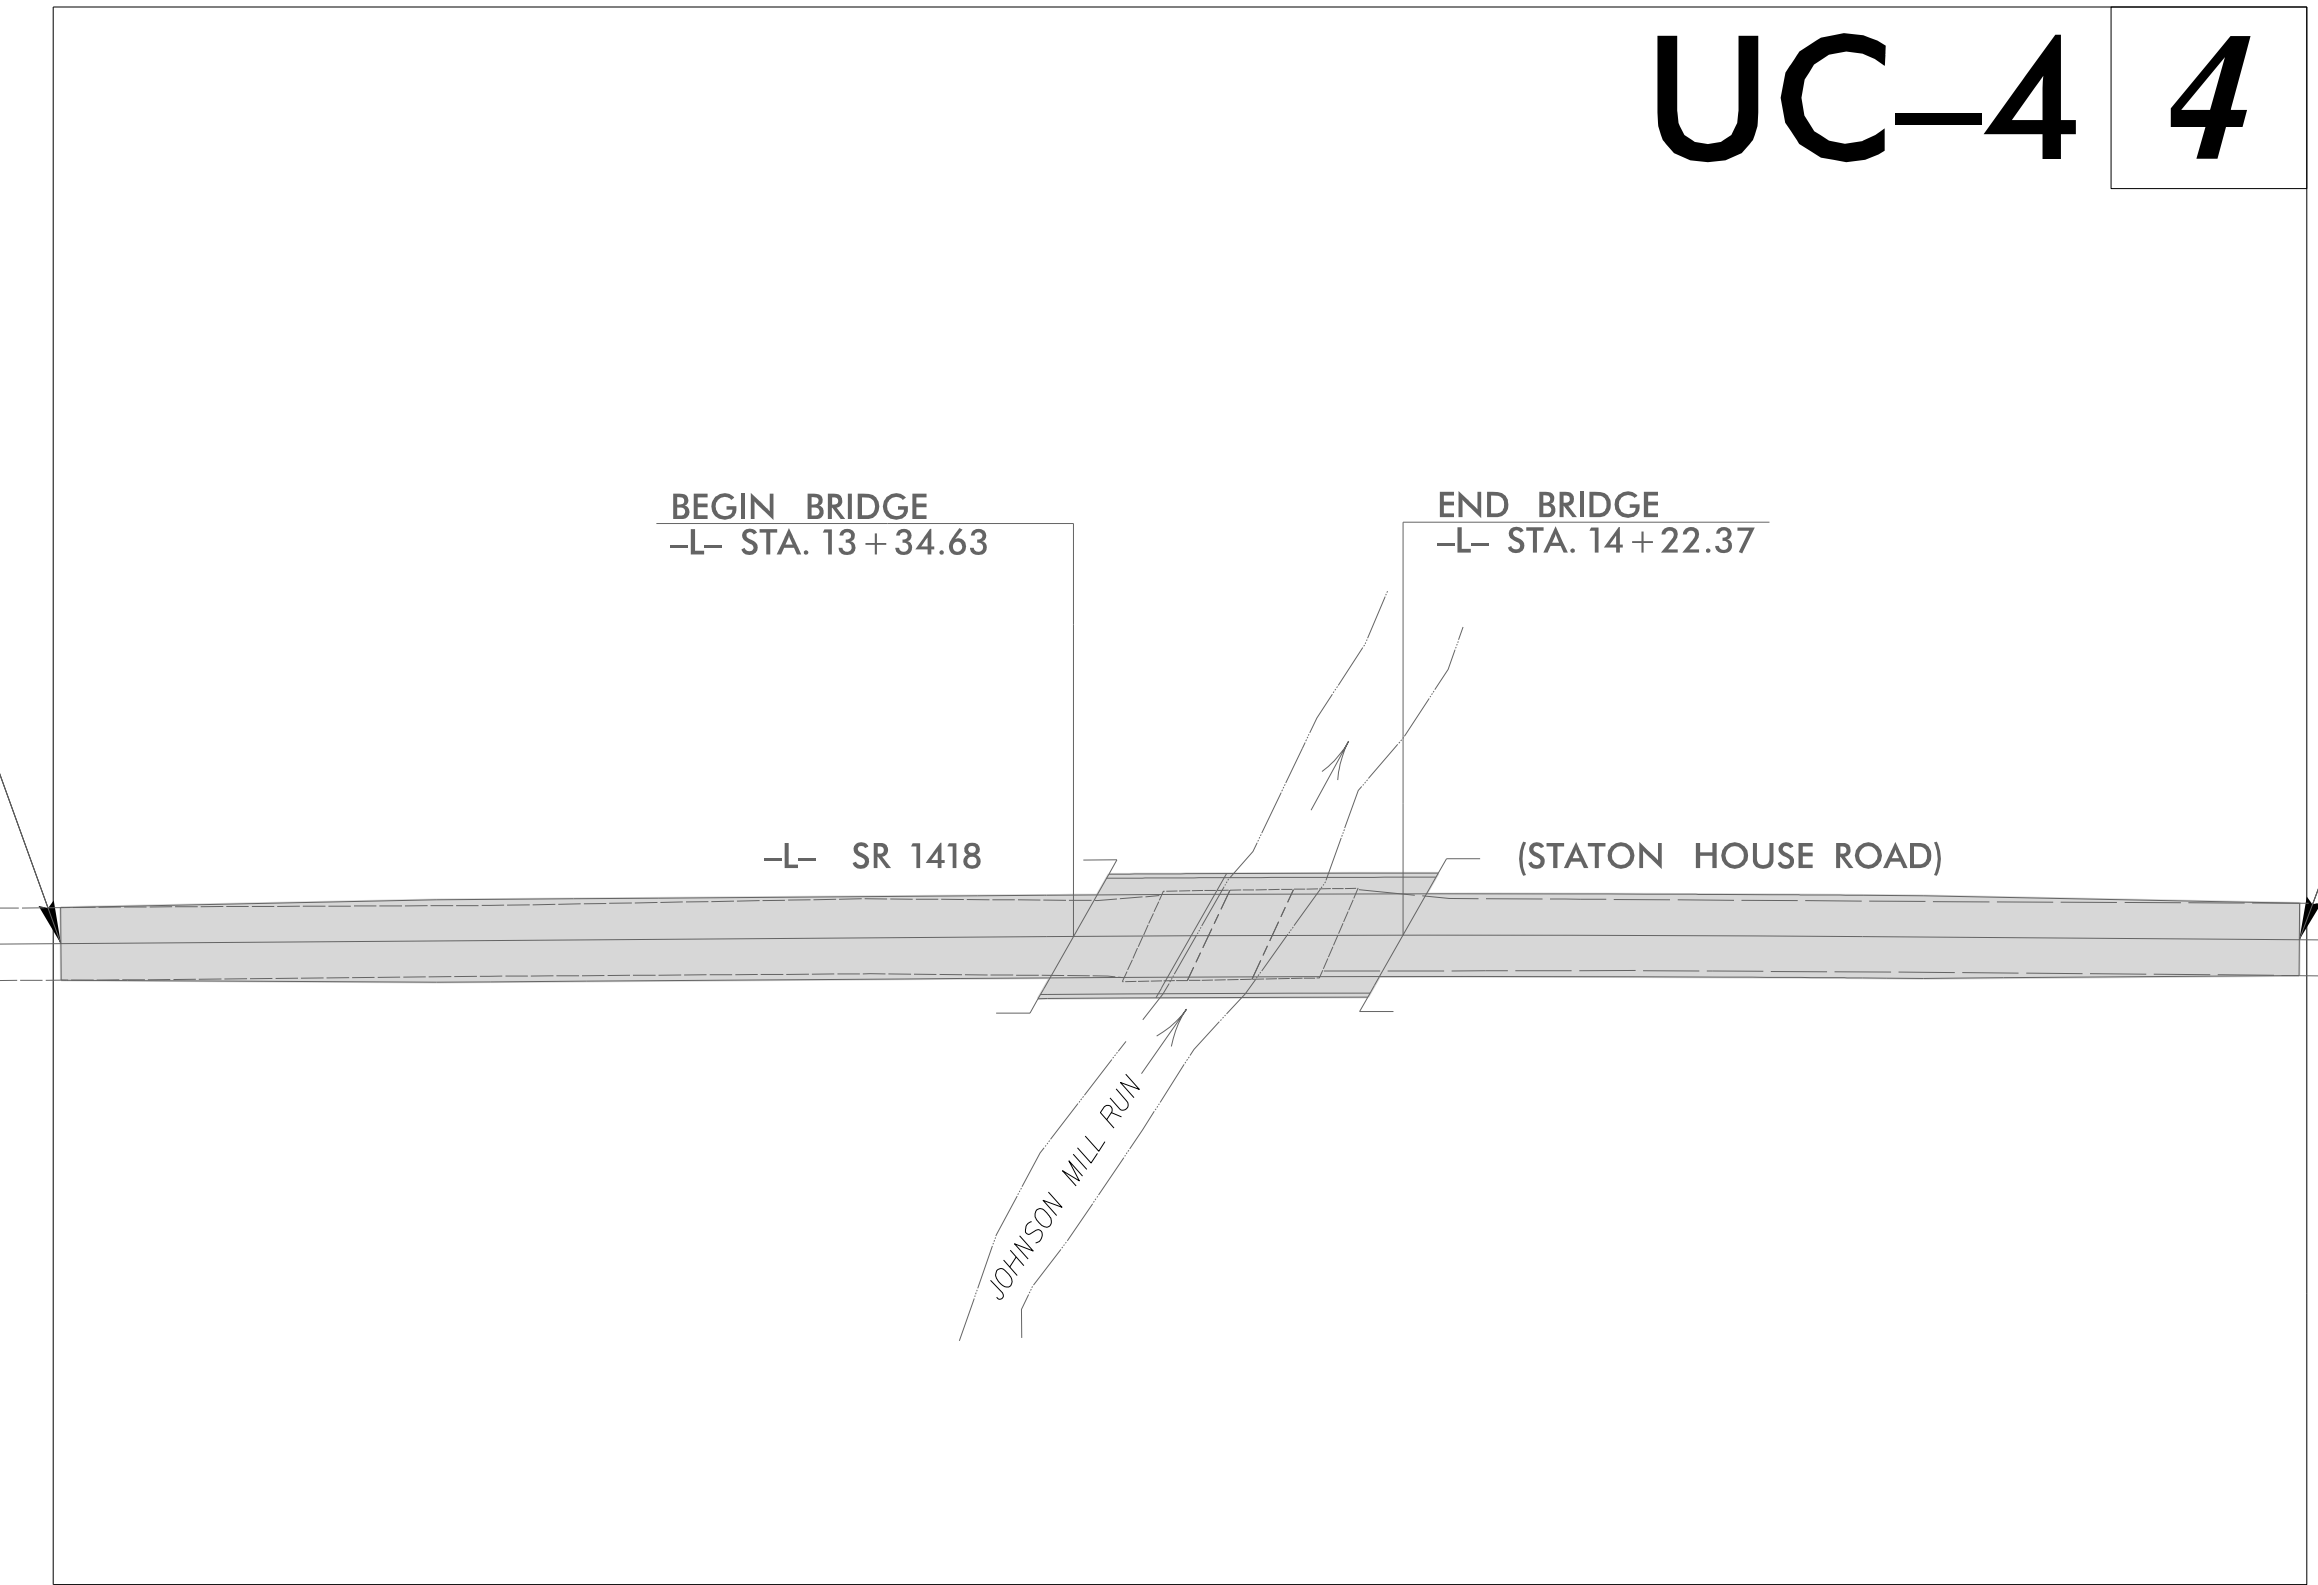 UC–4 4
BEGIN BRIDGE
–L– STA. 13+34.63
END BRIDGE
–L– STA. 14+22.37
–L– SR 1418
(STATON HOUSE ROAD)
JOHNSON MILL RUN